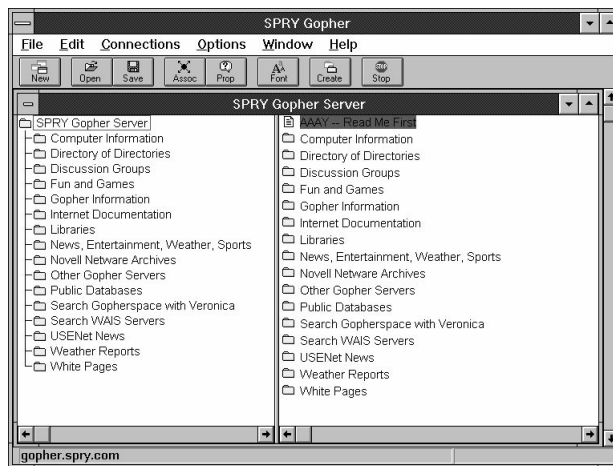 SPRY Gopher
File Edit Connections Options Window Help
New Open Save Assoc Prop Font Create Stop
SPRY Gopher Server
SPRY Gopher Server
Computer Information
Directory of Directories
Discussion Groups
Fun and Games
Gopher Information
Internet Documentation
Libraries
News, Entertainment, Weather, Sports
Novell Netware Archives
Other Gopher Servers
Public Databases
Search Gopherspace with Veronica
Search WAIS Servers
USENet News
Weather Reports
White Pages
AAAY -- Read Me First
Computer Information
Directory of Directories
Discussion Groups
Fun and Games
Gopher Information
Internet Documentation
Libraries
News, Entertainment, Weather, Sports
Novell Netware Archives
Other Gopher Servers
Public Databases
Search Gopherspace with Veronica
Search WAIS Servers
USENet News
Weather Reports
White Pages
gopher.spry.com